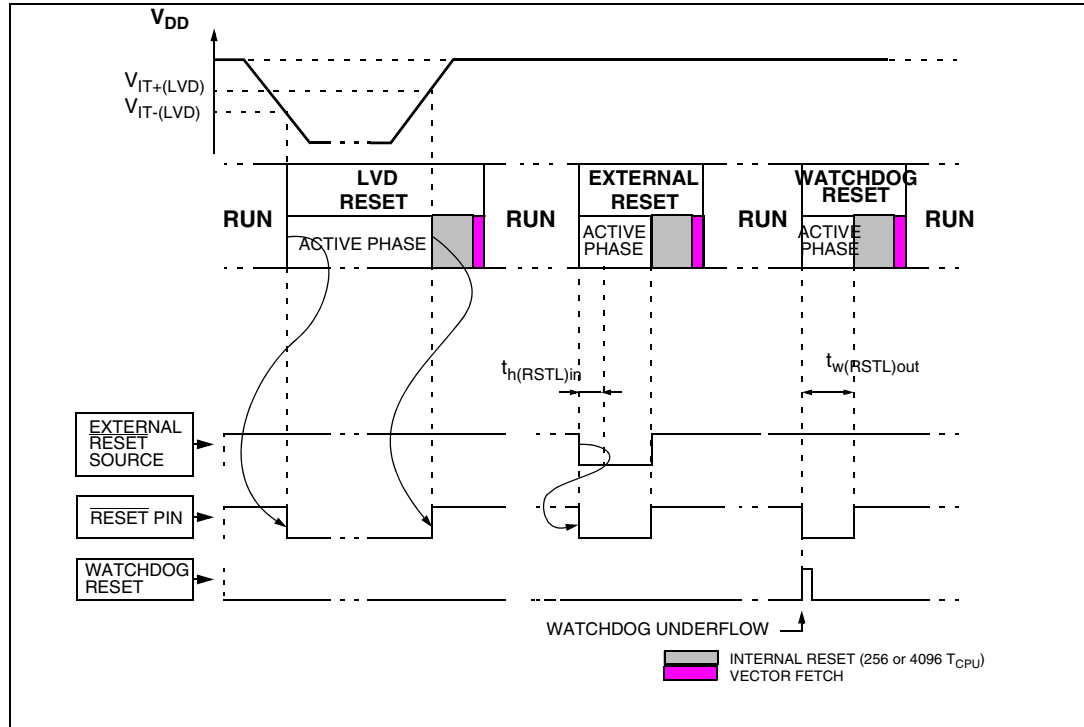 VDD
VIT+(LVD)
VIT-(LVD)
LVD
RESET
EXTERNAL
RESET
WATCHDOG
RESET
RUN
RUN
RUN
RUN
ACTIVE PHASE
ACTIVE
PHASE
ACTIVE
PHASE
th(RSTL)in
tw(RSTL)out
EXTERNAL
RESET
SOURCE
RESET PIN
WATCHDOG
RESET
WATCHDOG UNDERFLOW
INTERNAL RESET (256 or 4096 TCPU)
VECTOR FETCH